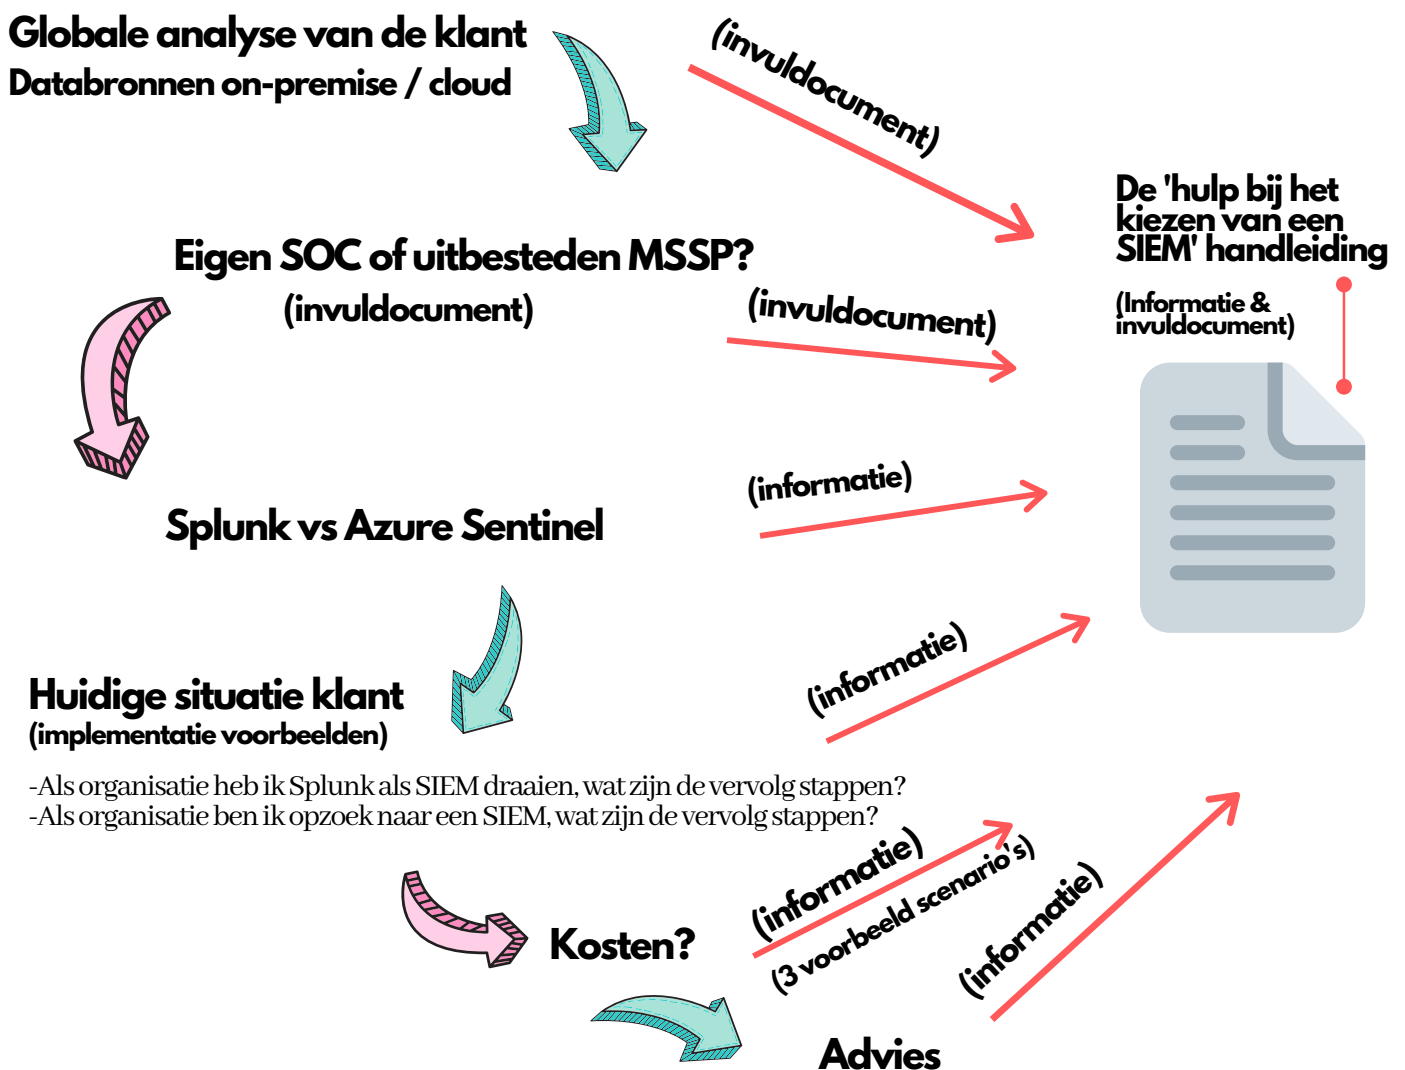 Globale analyse van de klant
Databronnen on-premise / cloud
(invuldocument)
De 'hulp bij het
kiezen van een
SIEM' handleiding
(Informatie &
invuldocument)
Eigen SOC of uitbesteden MSSP?
(invuldocument)
(invuldocument)
Splunk vs Azure Sentinel
(informatie)
Huidige situatie klant
(implementatie voorbeelden)
(informatie)
-Als organisatie heb ik Splunk als SIEM draaien, wat zijn de vervolg stappen?
-Als organisatie ben ik opzoek naar een SIEM, wat zijn de vervolg stappen?
Kosten?
(informatie)
(3 voorbeeld scenario's)
Advies
(informatie)